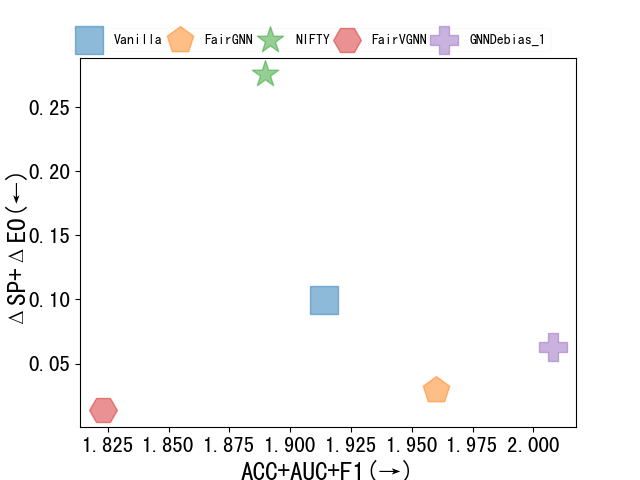 Vanilla FairGNN NIFTY FairVGNN GNNDebias_1
0.25
0.20
0.15
0.10
0.05
ΔSP+ΔEO(←)
1.825 1.850 1.875 1.900 1.925 1.950 1.975 2.000
ACC+AUC+F1(→)